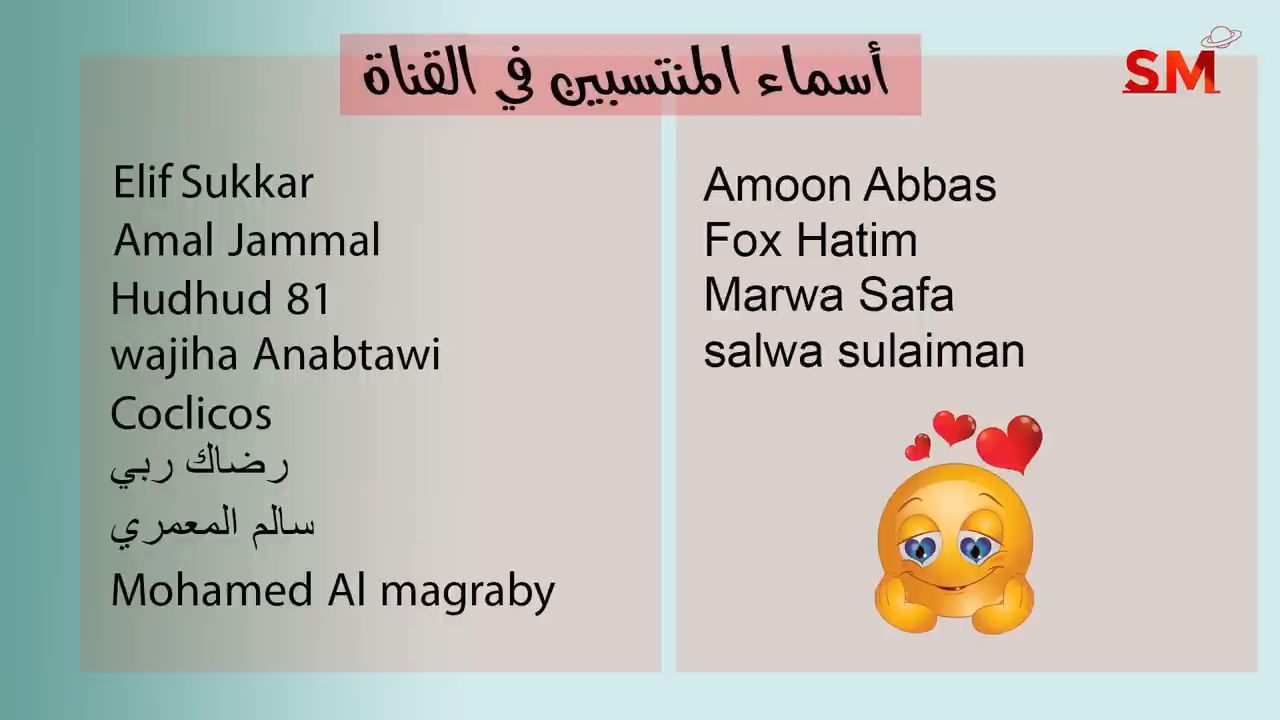 أسماء المنتسبين في القناة
SM
Elif Sukkar
Amal Jammal
Hudhud 81
wajiha Anabtawi
Coclicos
رضاك ربي
سالم المعمري
Mohamed Al magraby
Amoon Abbas
Fox Hatim
Marwa Safa
salwa sulaiman